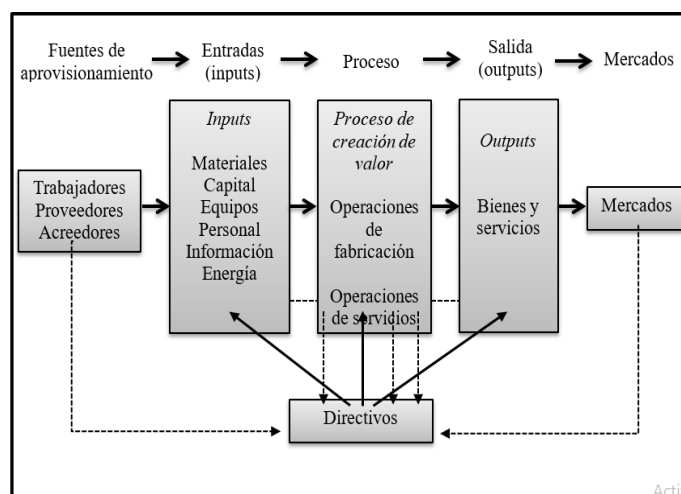 Fuentes de
aprovisionamiento
Entradas
(inputs)
Proceso
Salida
(outputs)
Mercados
Trabajadores
Proveedores
Acreedores
Inputs
Materiales
Capital
Equipos
Personal
Información
Energía
Proceso de
creación de
valor
Operaciones
de
fabricación
Operaciones
de servicios
Outputs
Bienes y
servicios
Mercados
Directivos
Acti